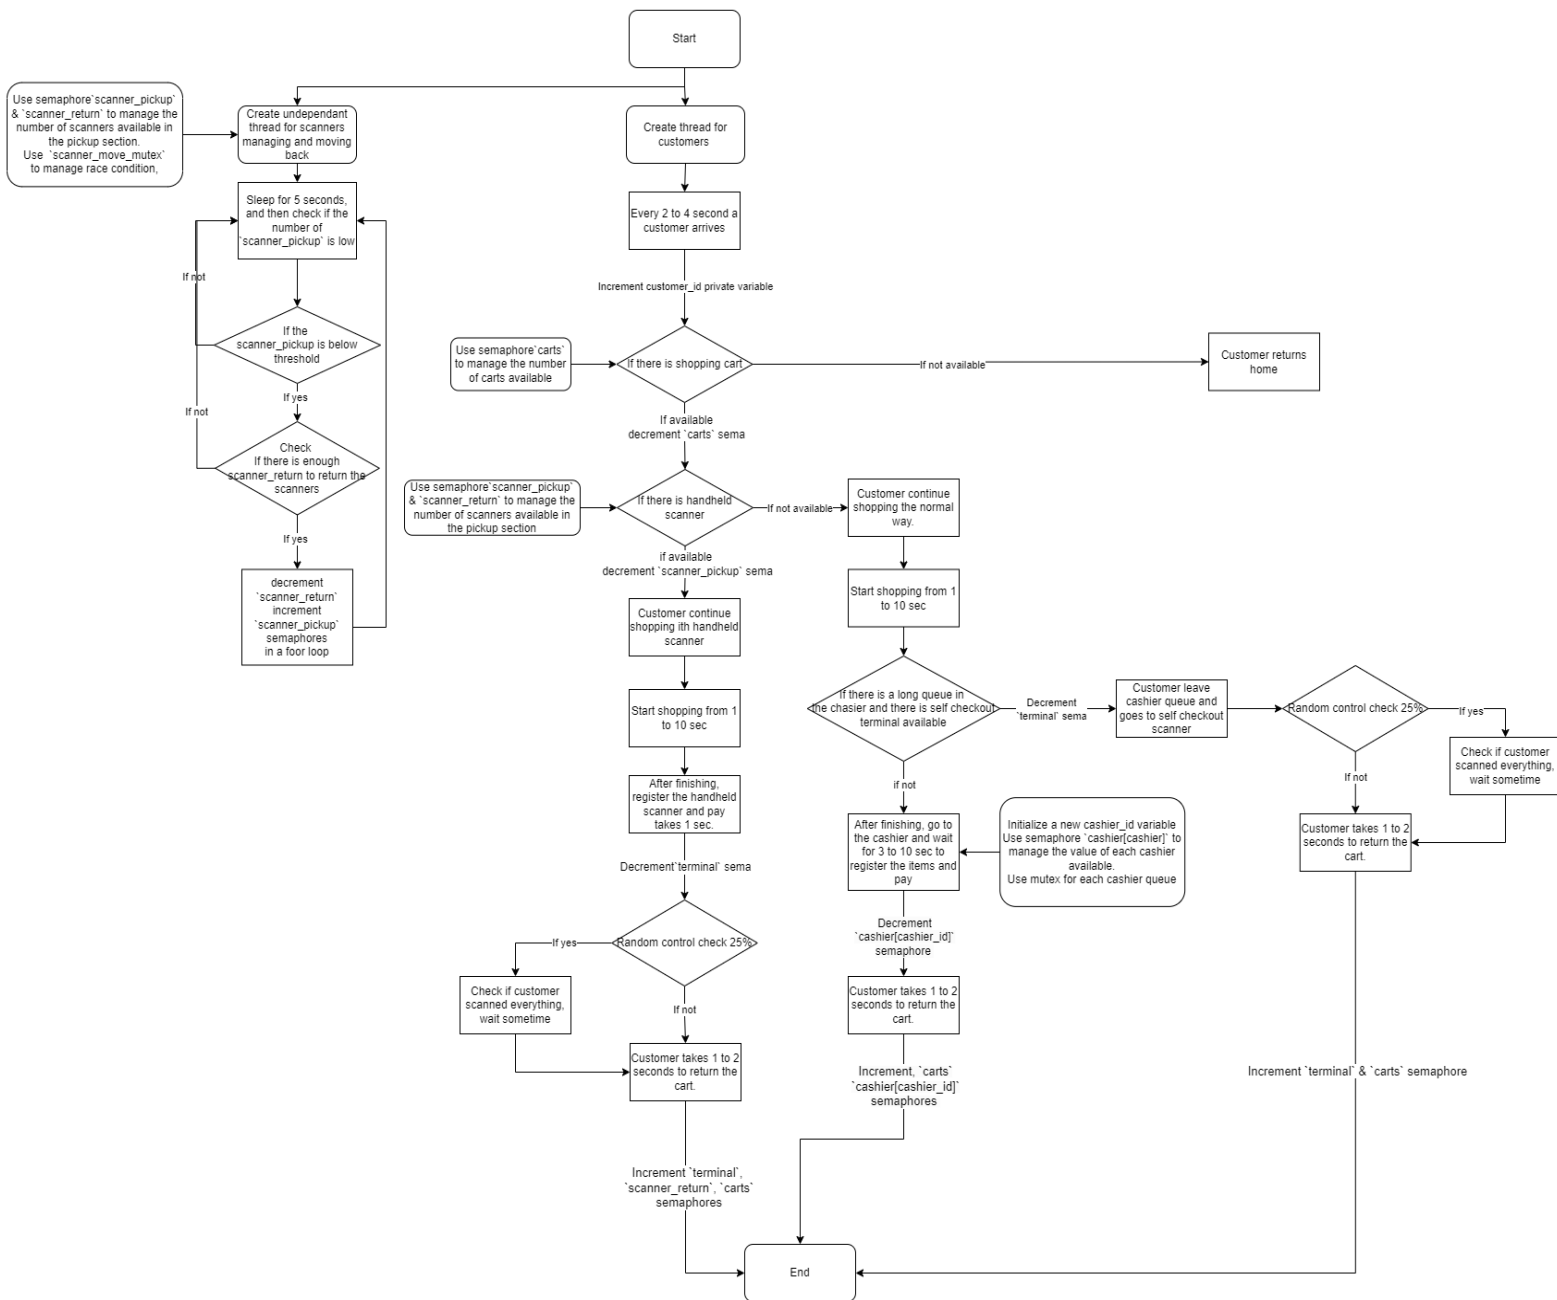 Start
Use semaphore`scanner_pickup`
& `scanner_return` to manage the
number of scanners available in
the pickup section.
Use `scanner_move_mutex`
to manage race condition,
Create undependant
thread for scanners
managing and moving
back
Create thread for
customers
Sleep for 5 seconds,
and then check if the
number of
`scanner_pickup` is low
Every 2 to 4 second a
customer arrives
If not
Increment customer_id private variable
If the
scanner_pickup is below
threshold
Use semaphore`carts`
to manage the number
of carts available
If there is shopping cart
If not available
Customer returns
home
If yes
If not
If available
decrement `carts` sema
Check
If there is enough
scanner_return to return the
scanners
Use semaphore`scanner_pickup`
& `scanner_return` to manage the
number of scanners available in
the pickup section
If there is handheld
scanner
If not available
Customer continue
shopping the normal
way.
If yes
if available
decrement `scanner_pickup` sema
decrement
`scanner_return`
increment
`scanner_pickup`
semaphores
in a foor loop
Customer continue
shopping ith handheld
scanner
Start shopping from 1
to 10 sec
Start shopping from 1
to 10 sec
If there is a long queue in
the chasier and there is self checkout
terminal available
Decrement
`terminal` sema
Customer leave
cashier queue and
goes to self checkout
scanner
Random control check 25%
If yes
Check if customer
scanned everything,
wait sometime
If not
After finishing,
register the handheld
scanner and pay
takes 1 sec.
if not
After finishing, go to
the cashier and wait
for 3 to 10 sec to
register the items and
pay
Initialize a new cashier_id variable
Use semaphore `cashier[cashier]` to
manage the value of each cashier
available.
Use mutex for each cashier queue
Customer takes 1 to 2
seconds to return the
cart.
Decrement`terminal` sema
Decrement
`cashier[cashier_id]`
semaphore
If yes
Random control check 25%
Check if customer
scanned everything,
wait sometime
If not
Customer takes 1 to 2
seconds to return the
cart.
Customer takes 1 to 2
seconds to return the
cart.
Increment, `carts`
`cashier[cashier_id]`
semaphores
Increment `terminal` & `carts` semaphore
Increment `terminal`,
`scanner_return`, `carts`
semaphores
End